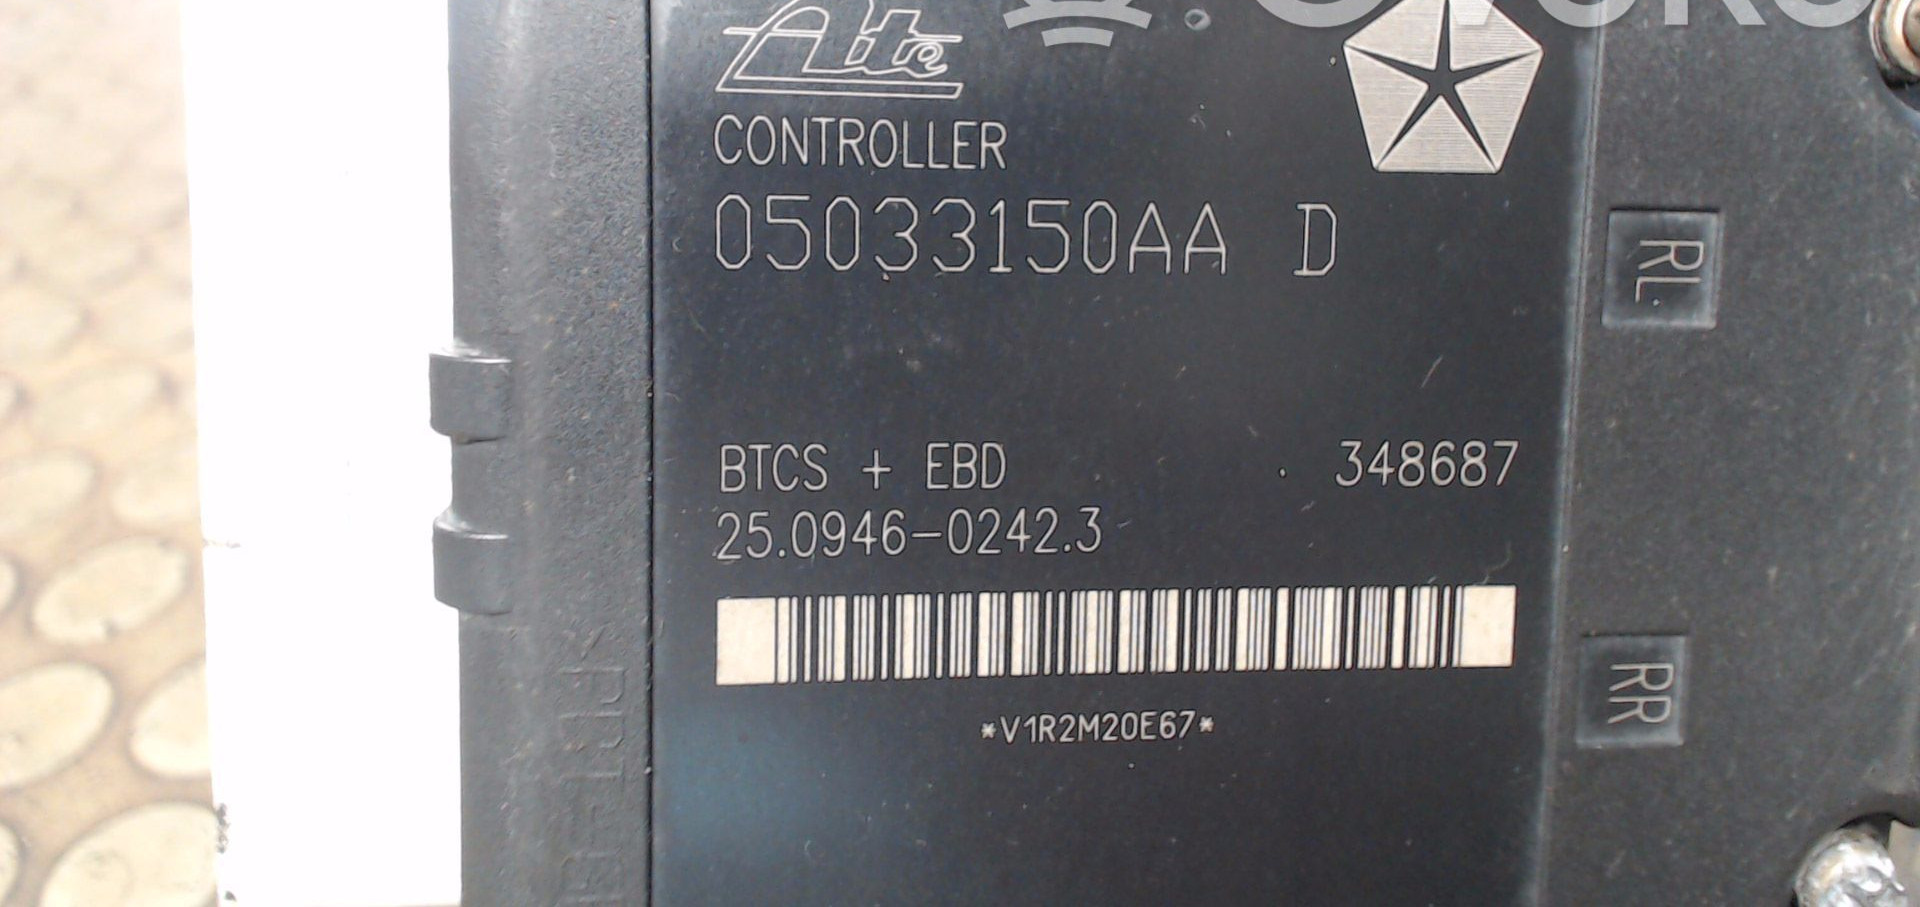 Ate
CONTROLLER
05033150AA D
RL
BTCS + EBD 348687
25.0946-0242.3
*V1R2M20E67*
RR